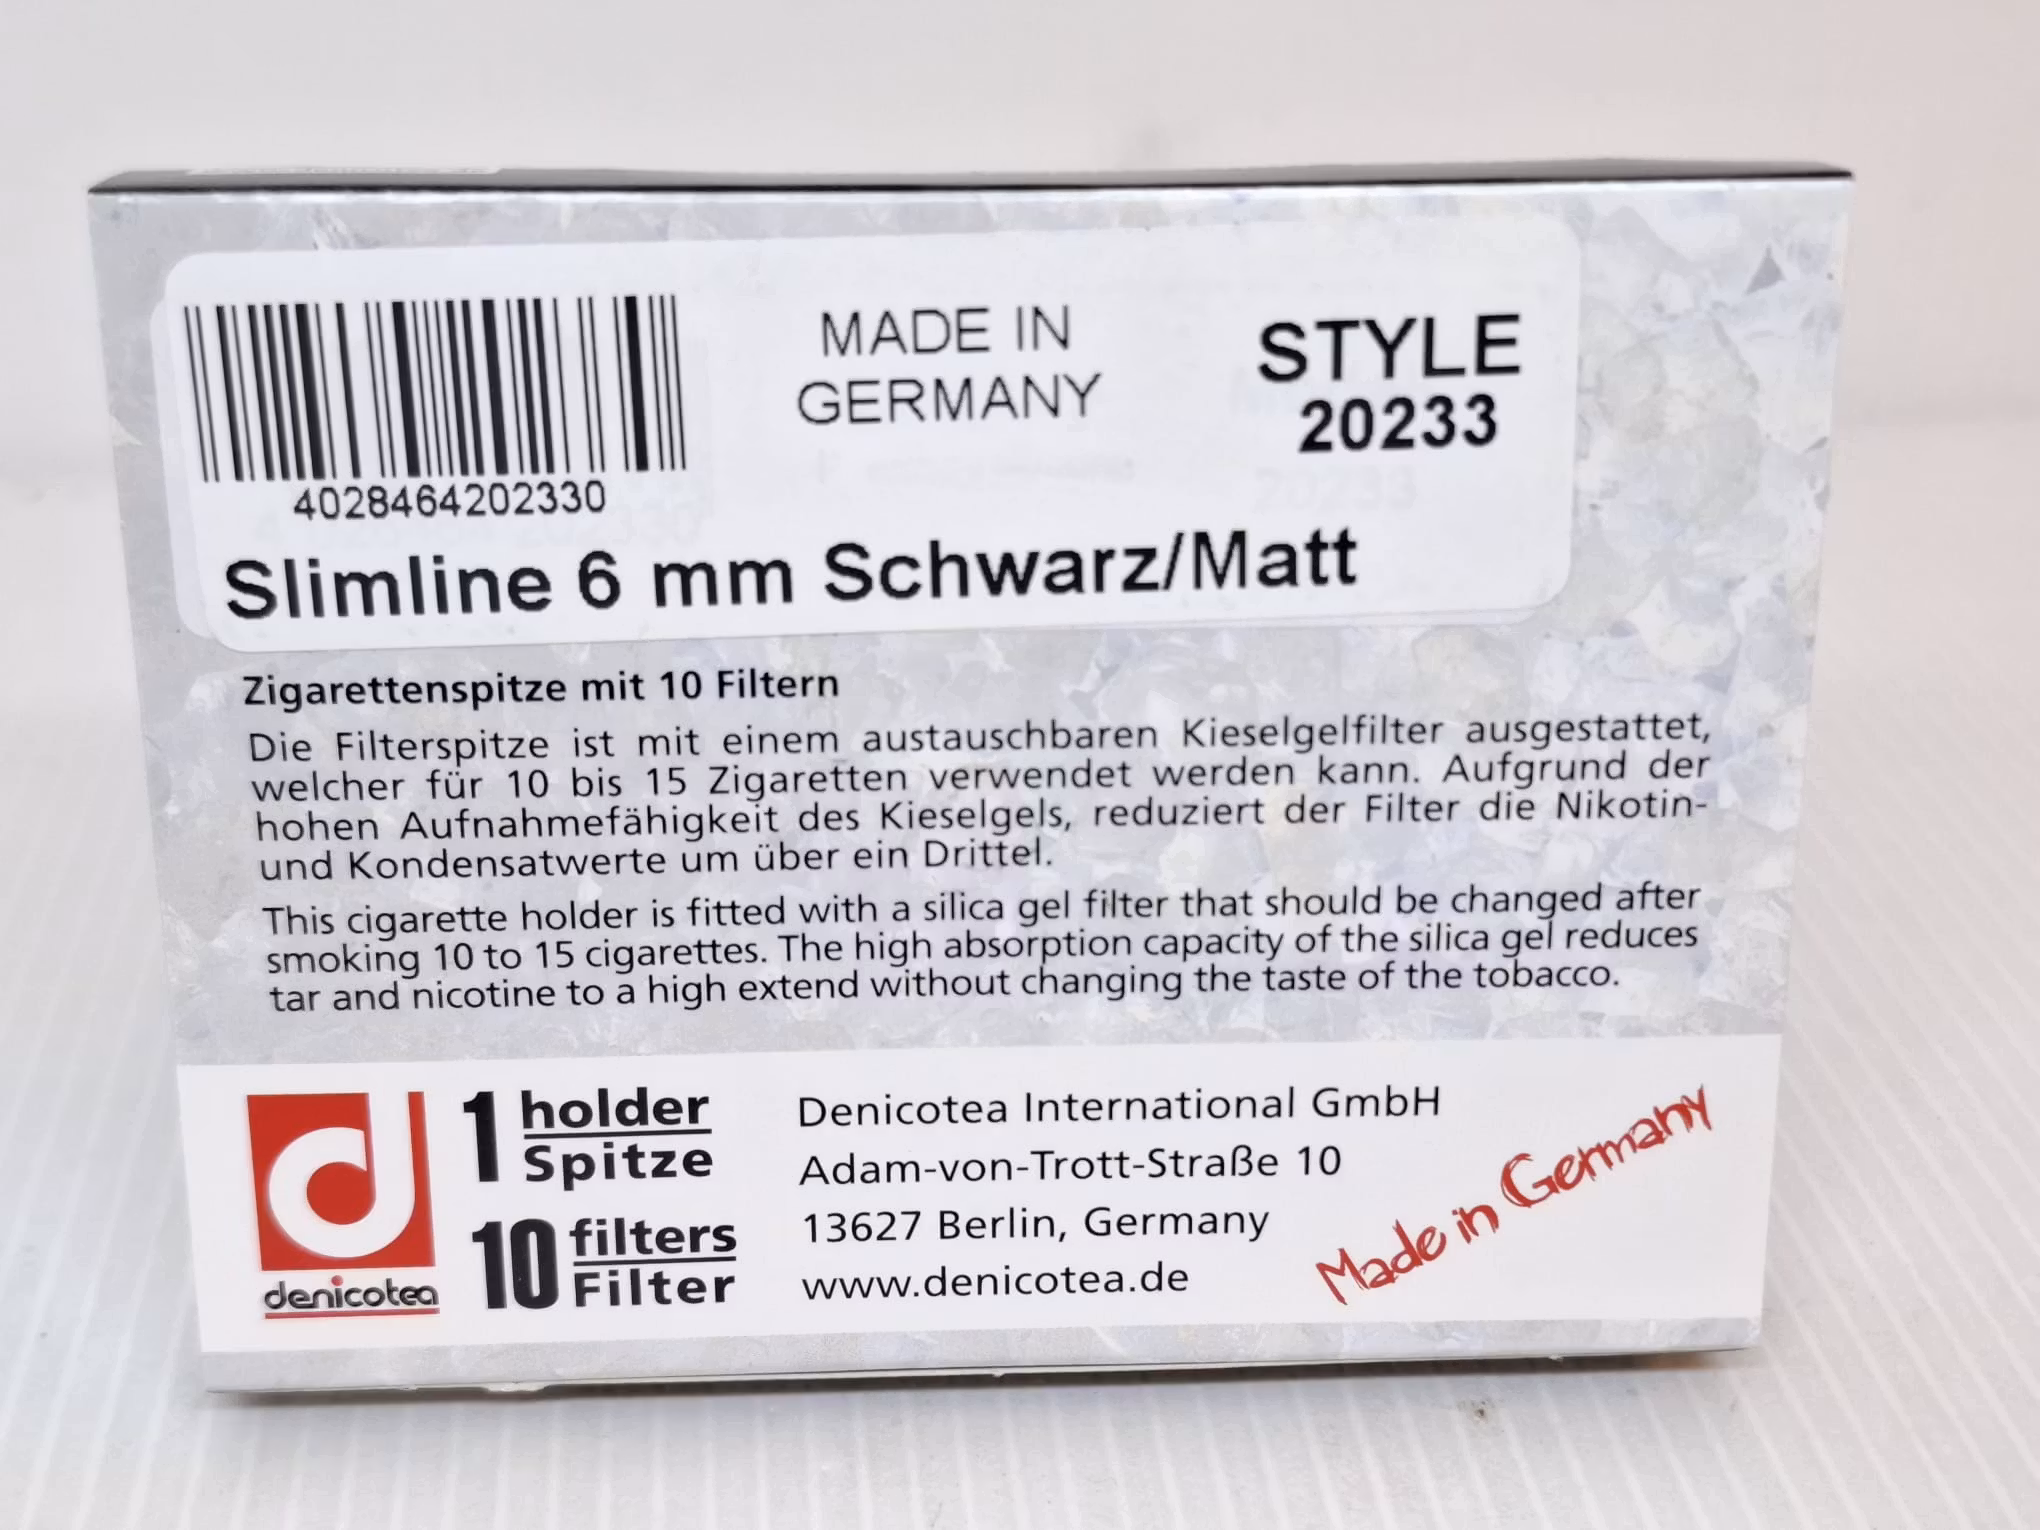 MADE IN
GERMANY
STYLE
20233
4028464202330
Slimline 6 mm Schwarz/Matt
Zigarettenspitze mit 10 Filtern
Die Filterspitze ist mit einem austauschbaren Kieselgelfilter ausgestattet,
welcher für 10 bis 15 Zigaretten verwendet werden kann. Aufgrund der
hohen Aufnahmefähigkeit des Kieselgels, reduziert der Filter die Nikotin-
und Kondensatwerte um über ein Drittel.
This cigarette holder is fitted with a silica gel filter that should be changed after
smoking 10 to 15 cigarettes. The high absorption capacity of the silica gel reduces
tar and nicotine to a high extend without changing the taste of the tobacco.
d
denicotea
1 holder
Spitze
10 filters
Filter
Denicotea International GmbH
Adam-von-Trott-Straße 10
13627 Berlin, Germany
www.denicotea.de
Made in Germany